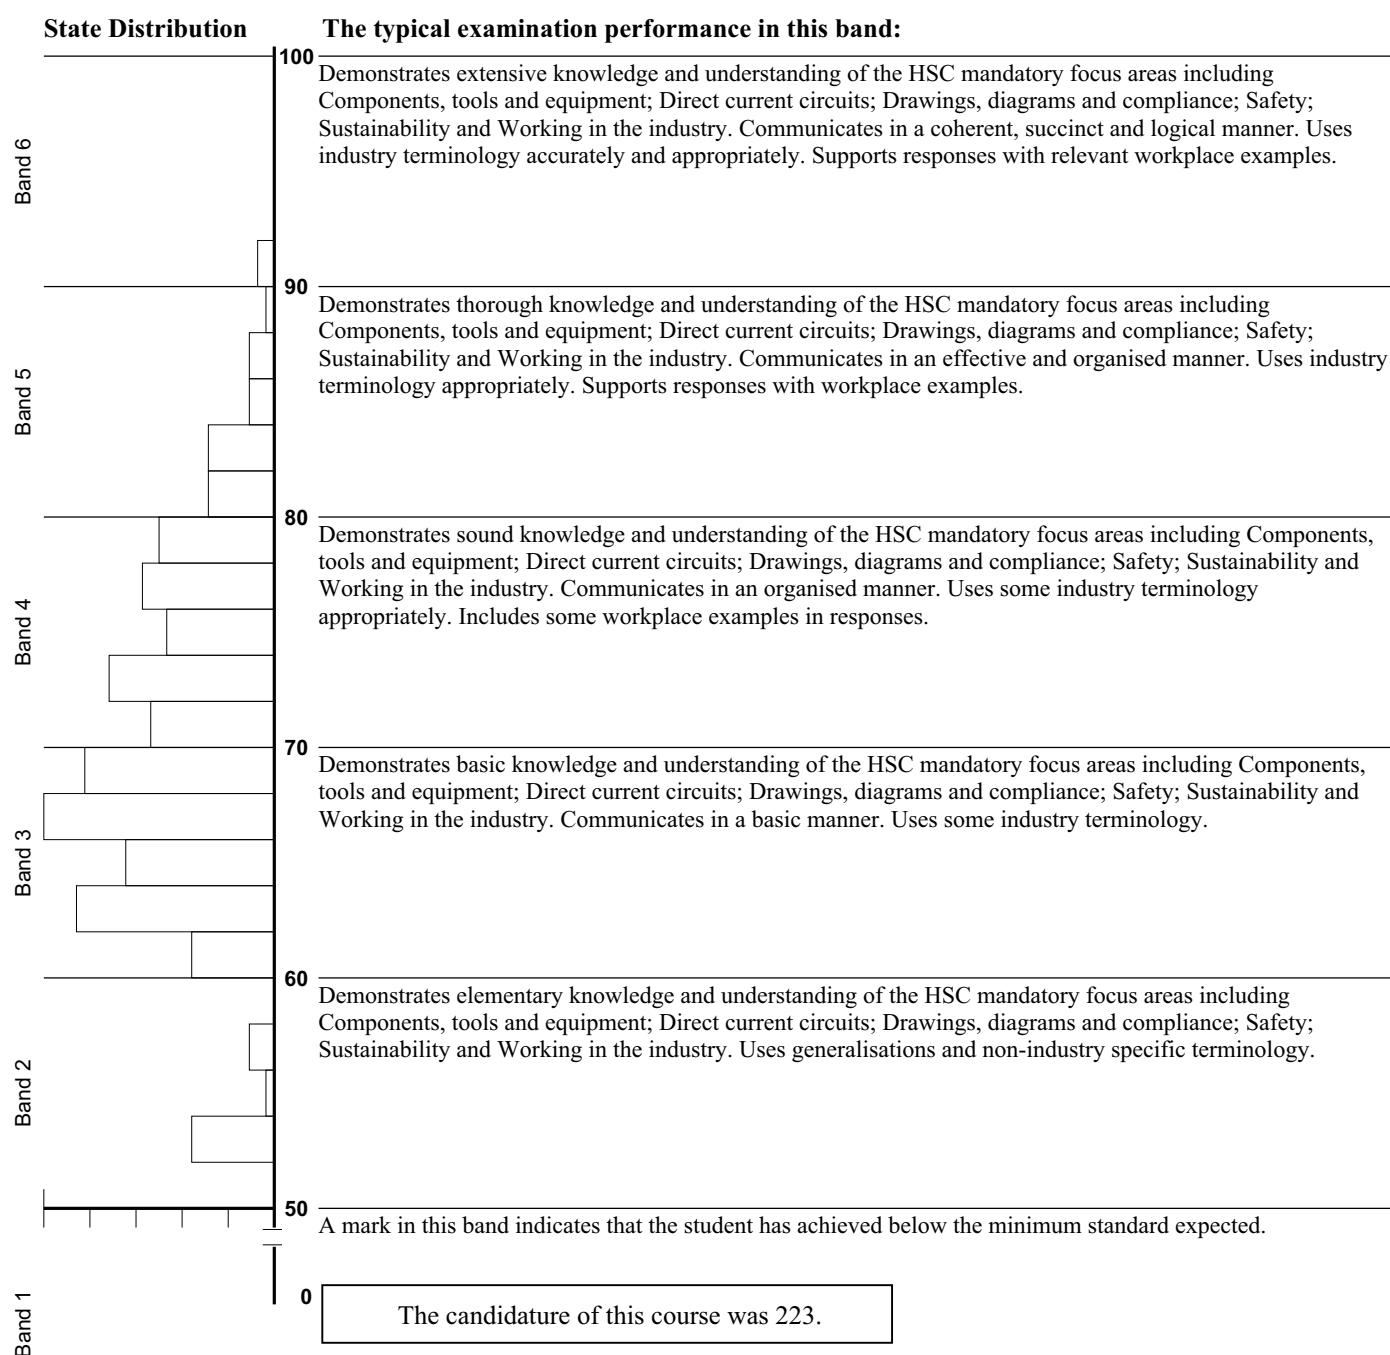 State Distribution
The typical examination performance in this band:
100
Demonstrates extensive knowledge and understanding of the HSC mandatory focus areas including
Components, tools and equipment; Direct current circuits; Drawings, diagrams and compliance; Safety;
Sustainability and Working in the industry. Communicates in a coherent, succinct and logical manner. Uses
industry terminology accurately and appropriately. Supports responses with relevant workplace examples.
Band 6
90
Demonstrates thorough knowledge and understanding of the HSC mandatory focus areas including
Components, tools and equipment; Direct current circuits; Drawings, diagrams and compliance; Safety;
Sustainability and Working in the industry. Communicates in an effective and organised manner. Uses industry
terminology appropriately. Supports responses with workplace examples.
Band 5
80
Demonstrates sound knowledge and understanding of the HSC mandatory focus areas including Components,
tools and equipment; Direct current circuits; Drawings, diagrams and compliance; Safety; Sustainability and
Working in the industry. Communicates in an organised manner. Uses some industry terminology
appropriately. Includes some workplace examples in responses.
Band 4
70
Demonstrates basic knowledge and understanding of the HSC mandatory focus areas including Components,
tools and equipment; Direct current circuits; Drawings, diagrams and compliance; Safety; Sustainability and
Working in the industry. Communicates in a basic manner. Uses some industry terminology.
Band 3
60
Demonstrates elementary knowledge and understanding of the HSC mandatory focus areas including
Components, tools and equipment; Direct current circuits; Drawings, diagrams and compliance; Safety;
Sustainability and Working in the industry. Uses generalisations and non-industry specific terminology.
Band 2
50
A mark in this band indicates that the student has achieved below the minimum standard expected.
0
The candidature of this course was 223.
Band 1